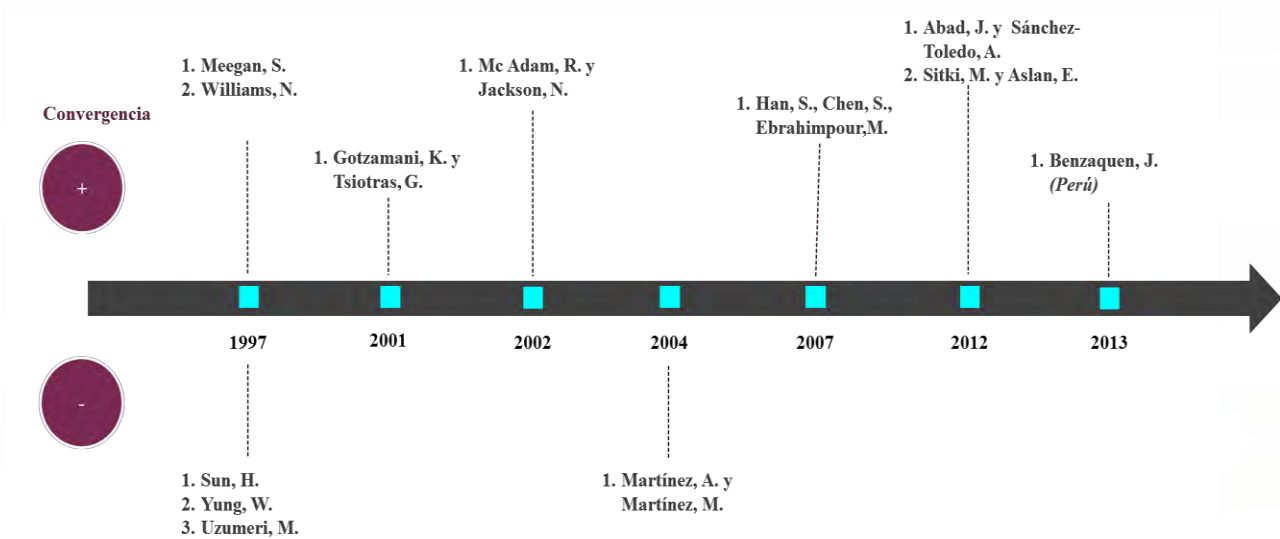 1. Abad, J. y Sánchez-
Toledo, A.
2. Sitki, M. y Aslan, E.
1. Meegan, S.
2. Williams, N.
1. Mc Adam, R. y
Jackson, N.
1. Han, S., Chen, S.,
Ebrahimpour,M.
Convergencia
1. Gotzamani, K. y
Tsiotras, G.
1. Benzaquen, J.
(Perú)
+
1997
2001
2002
2004
2007
2012
2013
-
1. Sun, H.
2. Yung, W.
3. Uzumeri, M.
1. Martínez, A. y
Martínez, M.